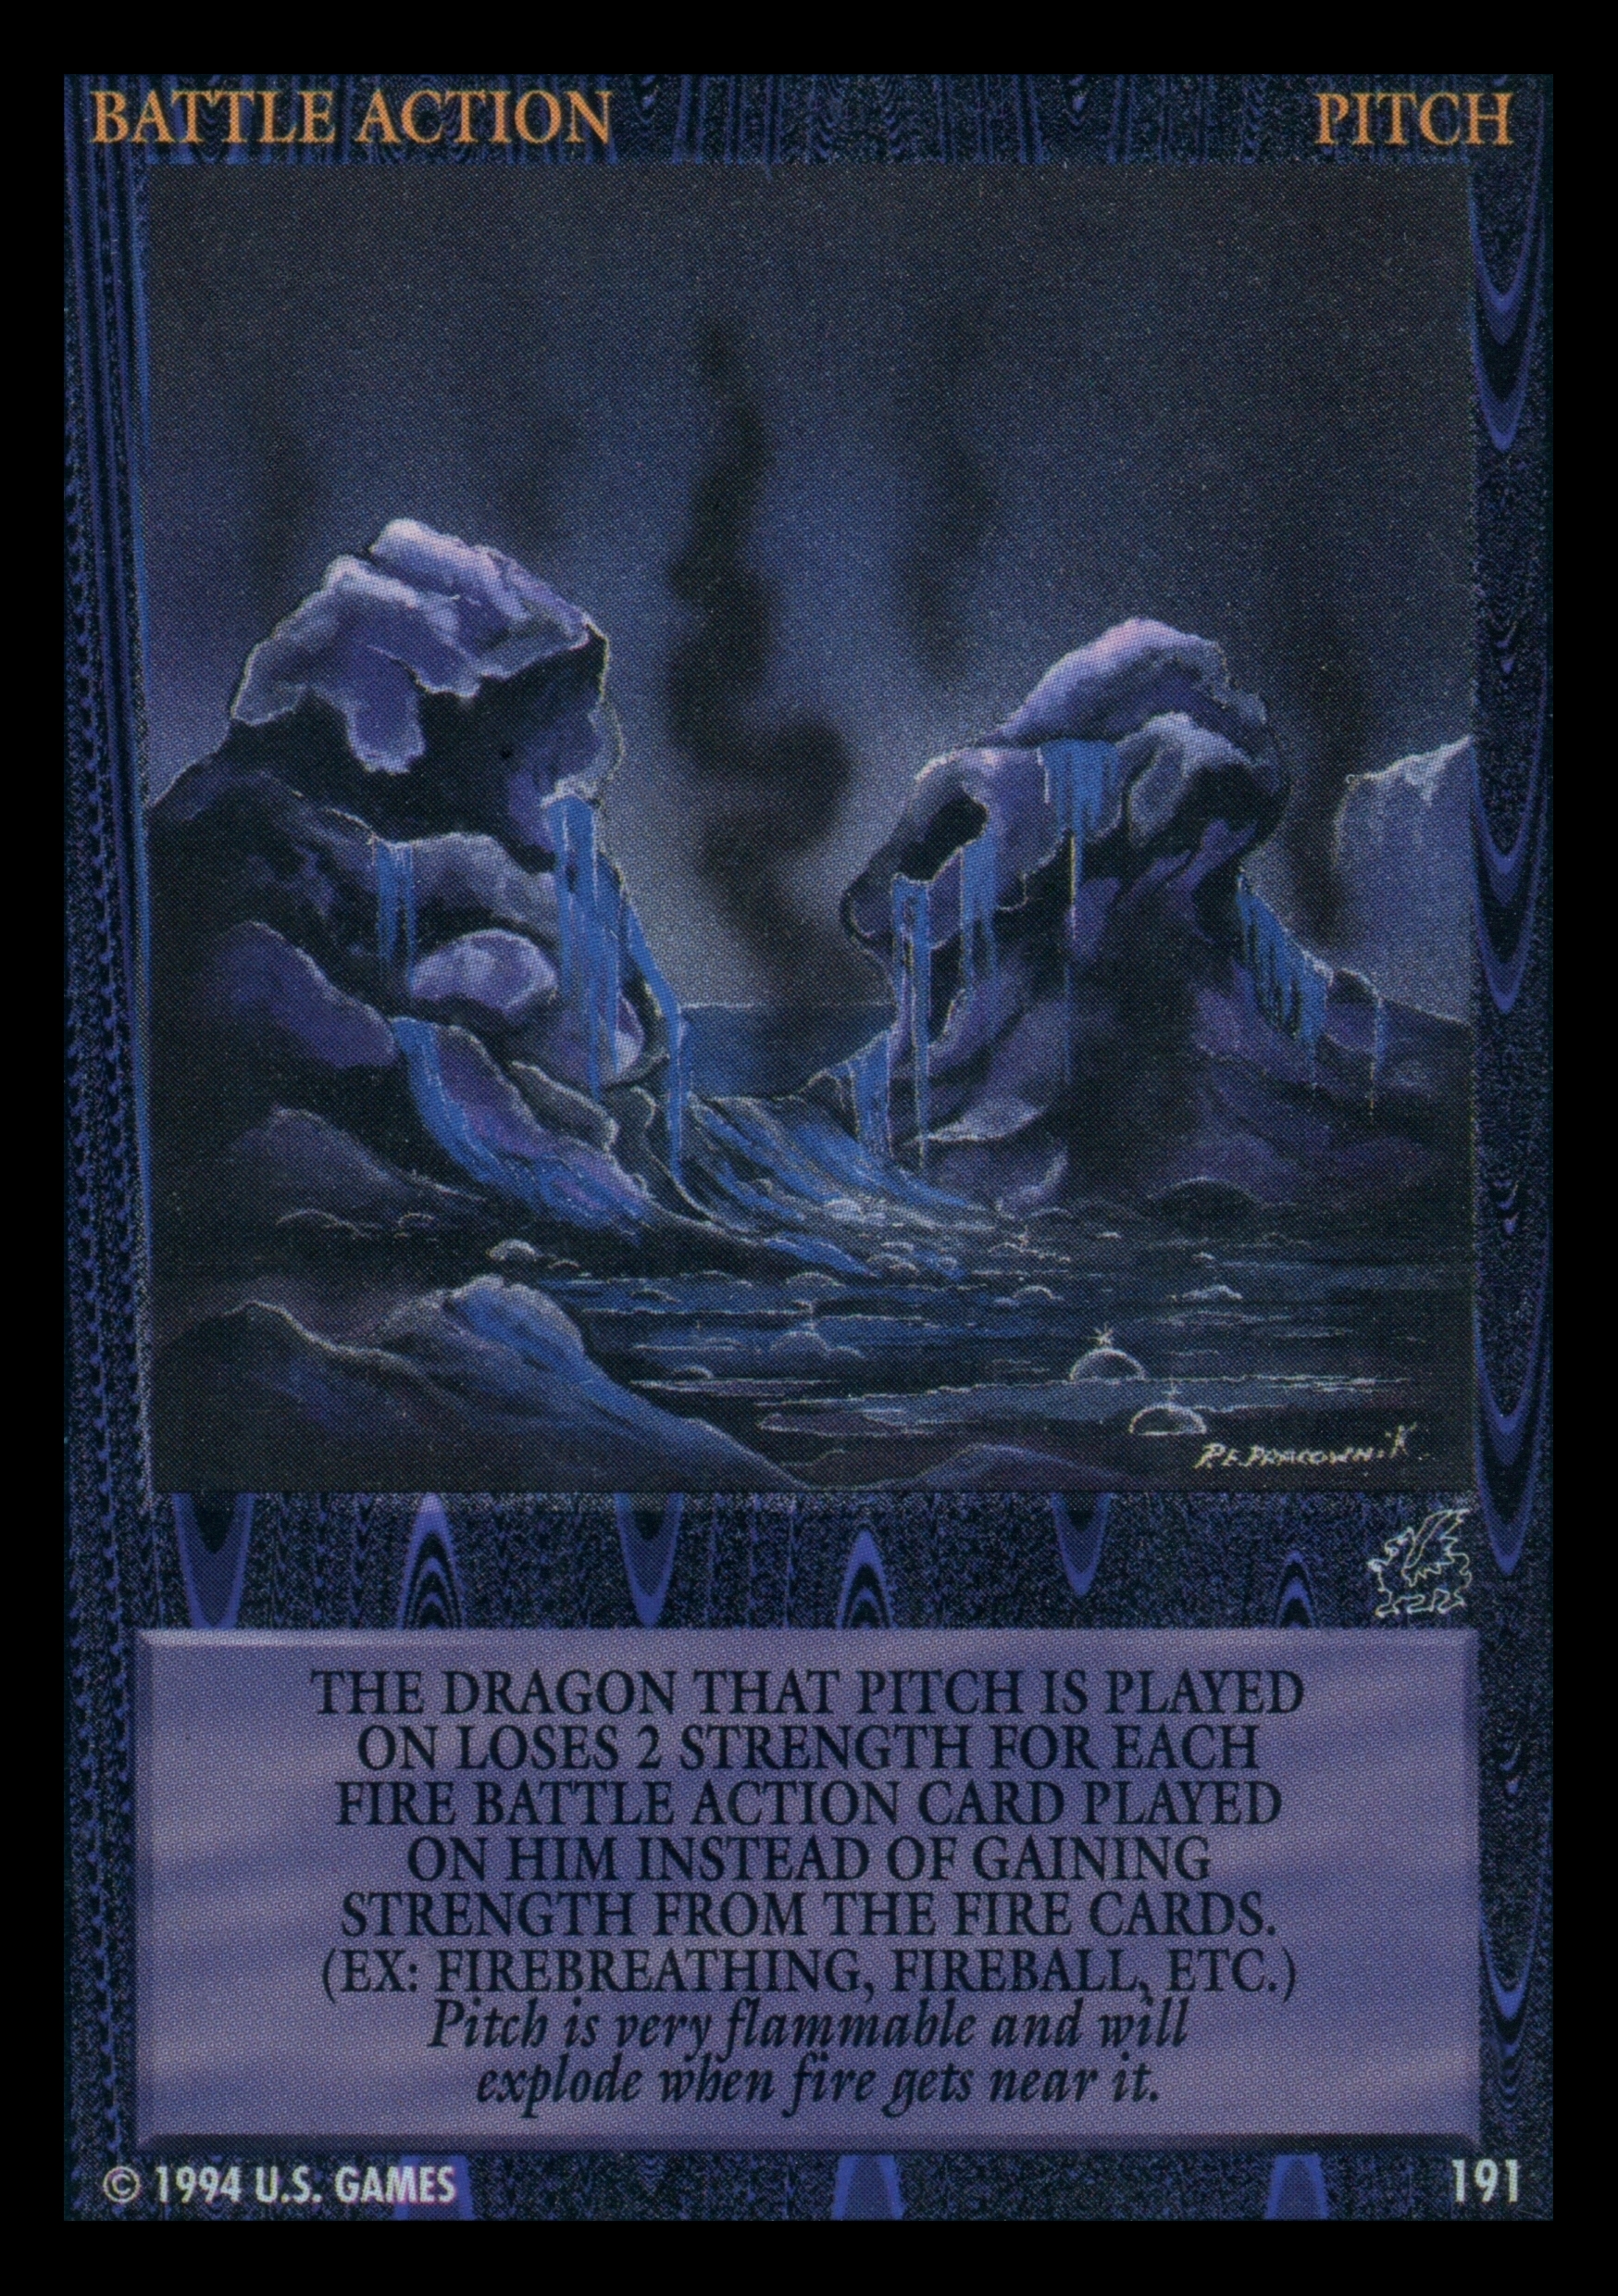 BATTLE ACTION
PITCH
P.E. PRACOWNIK
THE DRAGON THAT PITCH IS PLAYED
ON LOSES 2 STRENGTH FOR EACH
FIRE BATTLE ACTION CARD PLAYED
ON HIM INSTEAD OF GAINING
STRENGTH FROM THE FIRE CARDS.
(EX: FIREBREATHING, FIREBALL, ETC.)
Pitch is very flammable and will
explode when fire gets near it.
© 1994 U.S. GAMES
191